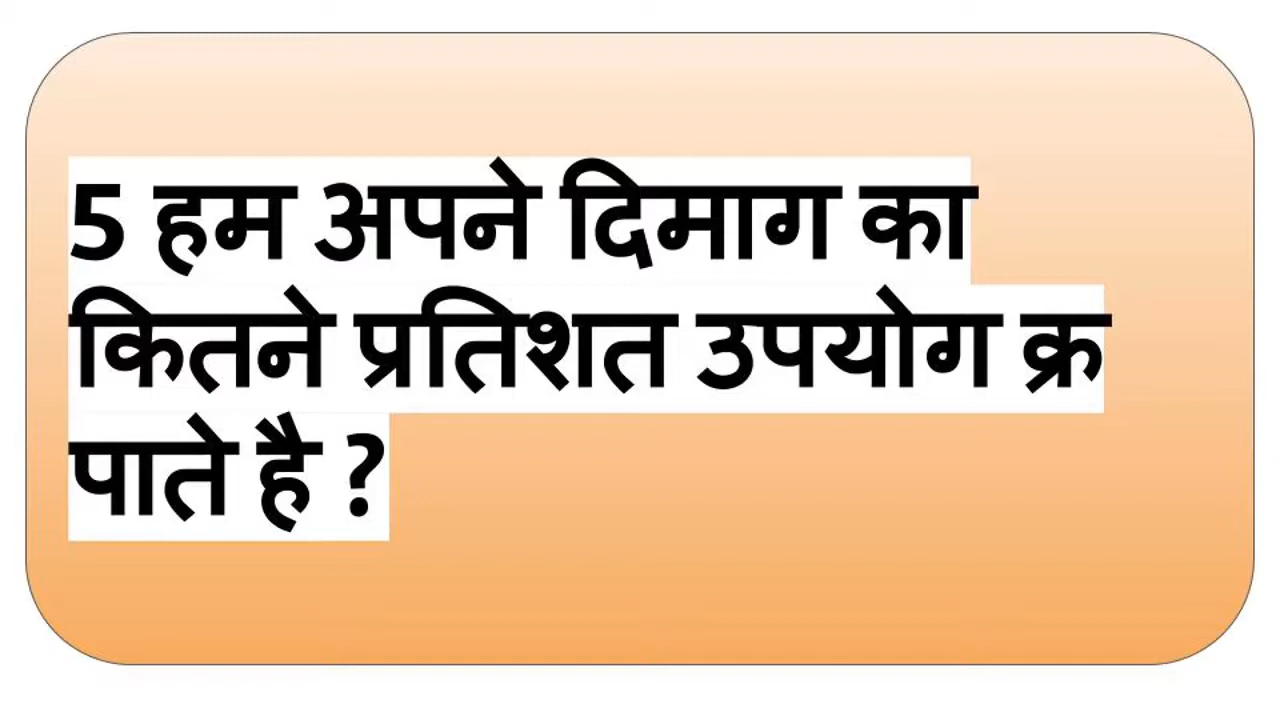 5 हम अपने दिमाग का
कितने प्रतिशत उपयोग क्र
पाते है ?